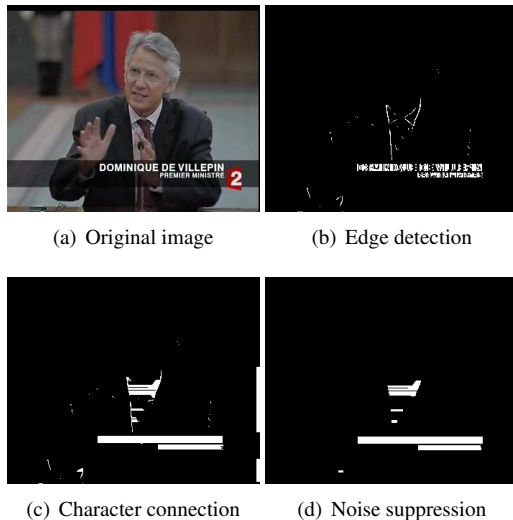 DOMINIQUE DE VILLEPIN
PREMIER MINISTRE
2
(a) Original image
(b) Edge detection
(c) Character connection
(d) Noise suppression